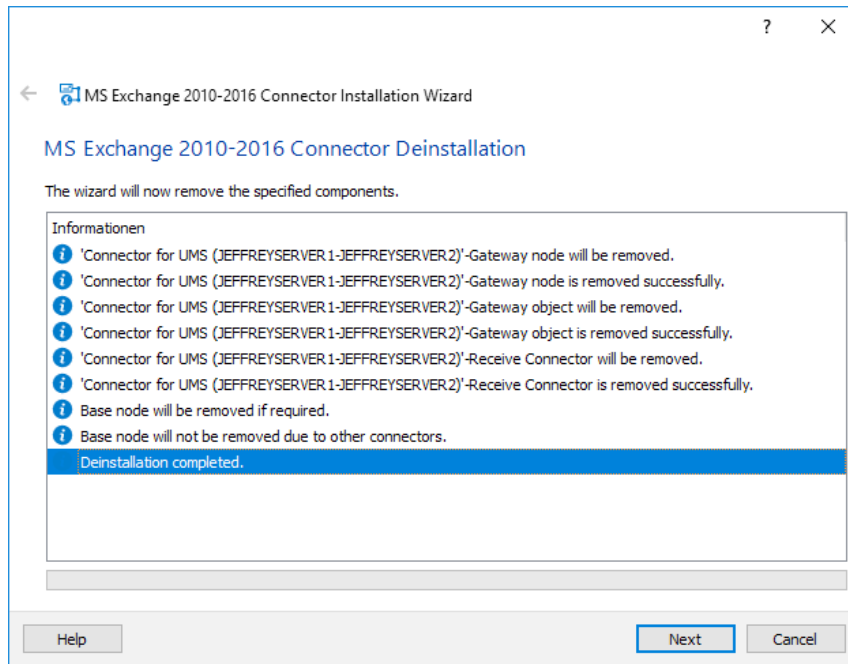 ?
MS Exchange 2010-2016 Connector Installation Wizard
MS Exchange 2010-2016 Connector Deinstallation
The wizard will now remove the specified components.
Informationen
'Connector for UMS (JEFFREYSERVER1-JEFFREYSERVER2)'-Gateway node will be removed.
'Connector for UMS (JEFFREYSERVER1-JEFFREYSERVER2)'-Gateway node is removed successfully.
'Connector for UMS (JEFFREYSERVER1-JEFFREYSERVER2)'-Gateway object will be removed.
'Connector for UMS (JEFFREYSERVER1-JEFFREYSERVER2)'-Gateway object is removed successfully.
'Connector for UMS (JEFFREYSERVER1-JEFFREYSERVER2)'-Receive Connector will be removed.
'Connector for UMS (JEFFREYSERVER1-JEFFREYSERVER2)'-Receive Connector is removed successfully.
Base node will be removed if required.
Base node will not be removed due to other connectors.
Deinstallation completed.
Help Next Cancel